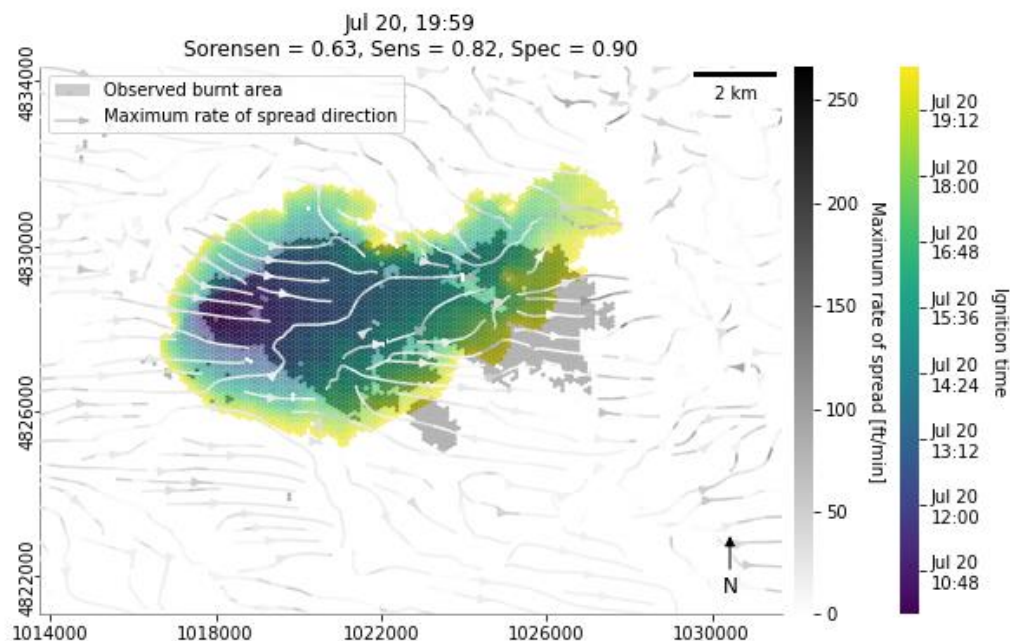 Jul 20, 19:59
Sorensen = 0.63, Sens = 0.82, Spec = 0.90
Observed burnt area
Maximum rate of spread direction
2 km
N
4834000
4830000
4826000
4822000
1014000
1018000
1022000
1026000
1030000
250
200
150
100
50
0
Maximum rate of spread [ft/min]
Jul 20
19:12
Jul 20
18:00
Jul 20
16:48
Jul 20
15:36
Jul 20
14:24
Jul 20
13:12
Jul 20
12:00
Jul 20
10:48
Ignition time